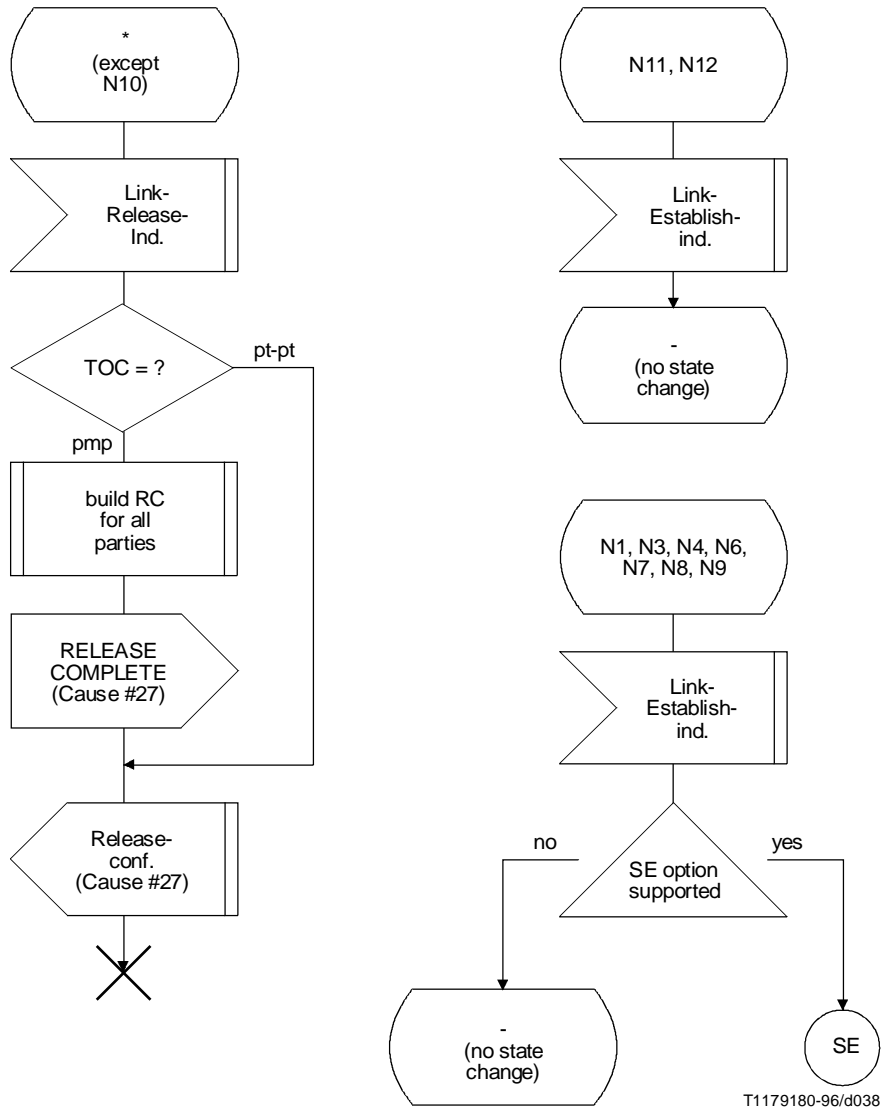 *
(except
N10)
Link-
Release-
Ind.
TOC = ?
pt-pt
pmp
build RC
for all
parties
RELEASE
COMPLETE
(Cause #27)
Release-
conf.
(Cause #27)
N11, N12
Link-
Establish-
ind.
-
(no state
change)
N1, N3, N4, N6,
N7, N8, N9
Link-
Establish-
ind.
no
yes
SE option
supported
-
(no state
change)
SE
T1179180-96/d038